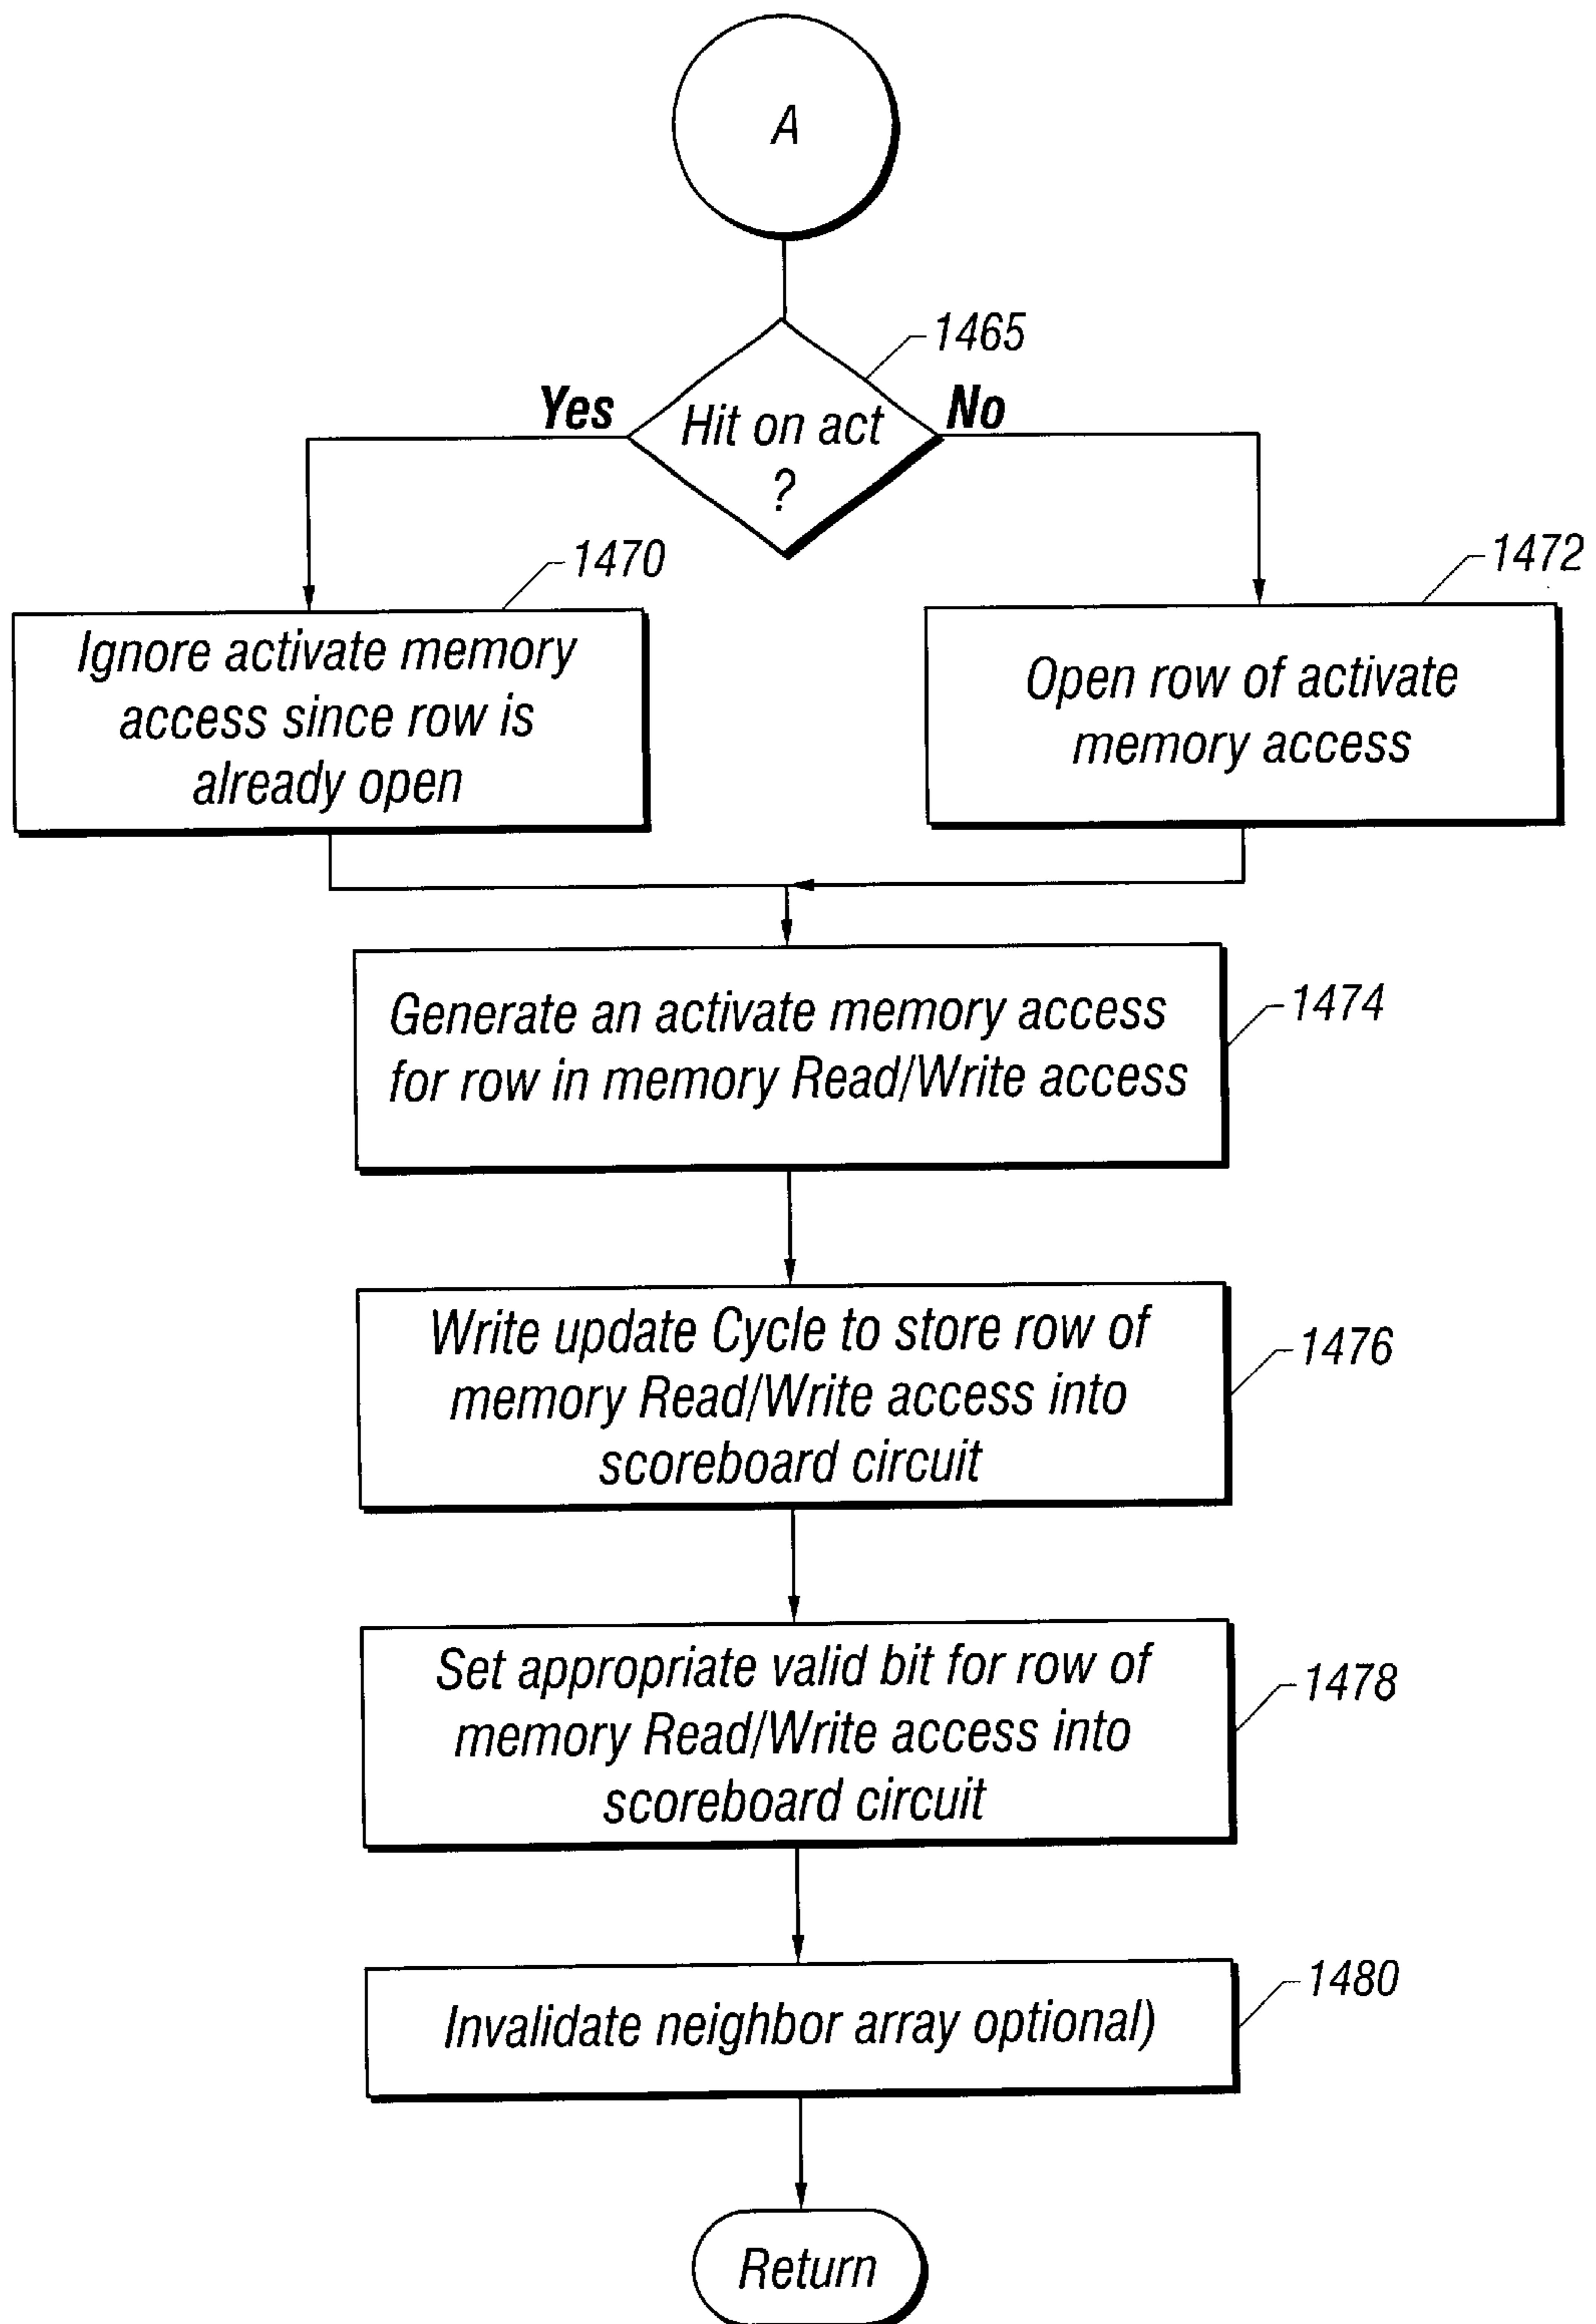 A
1465
Yes
Hit on act
?
No
1470
Ignore activate memory
access since row is
already open
1472
Open row of activate
memory access
Generate an activate memory access
for row in memory Read/Write access
1474
Write update Cycle to store row of
memory Read/Write access into
scoreboard circuit
1476
Set appropriate valid bit for row of
memory Read/Write access into
scoreboard circuit
1478
Invalidate neighbor array optional)
1480
Return